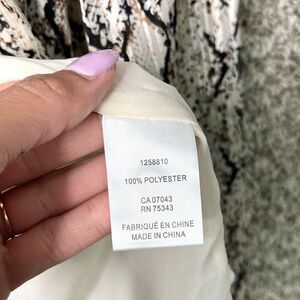 1258810
100% POLYESTER
CA 07043
RN 75343
FABRIQUÉ EN CHINE
MADE IN CHINA